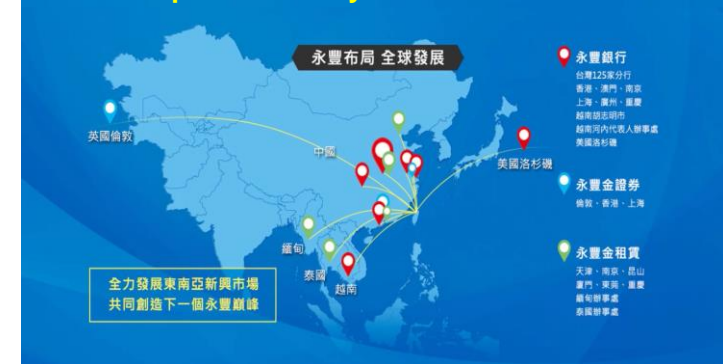 永豐布局 全球發展
永豐銀行
台灣125家分行
香港、澳門、南京
上海、廣州、重慶
越南胡志明市
越南河內代表人辦事處
美國洛杉磯
永豐金證券
倫敦、香港、上海
永豐金租賃
天津、南京、昆山
廈門、東莞、重慶
緬甸辦事處
泰國辦事處
英國倫敦
中國
美國洛杉磯
緬甸
泰國
越南
全力發展東南亞新興市場
共同創造下一個永豐巔峰